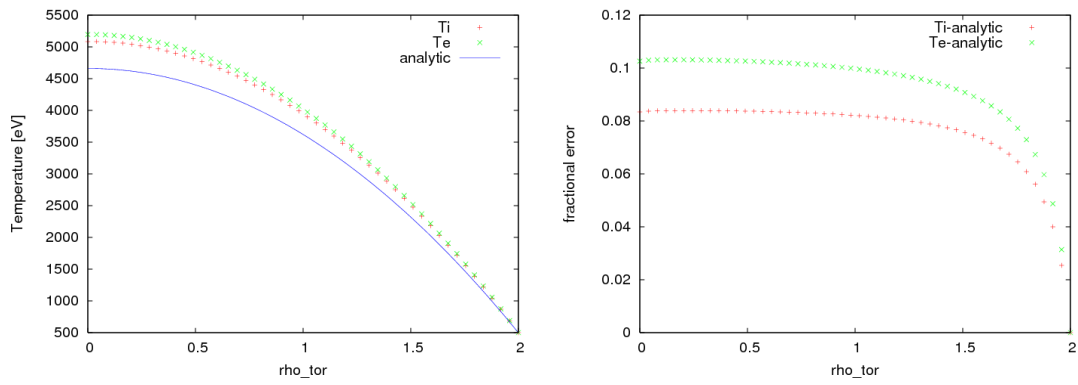 Ti
Te
analytic
Temperature [eV]
5500
5000
4500
4000
3500
3000
2500
2000
1500
1000
500
0 0.5 1 1.5 2
rho_tor
Ti-analytic
Te-analytic
fractional error
0.12
0.1
0.08
0.06
0.04
0.02
0
0 0.5 1 1.5 2
rho_tor